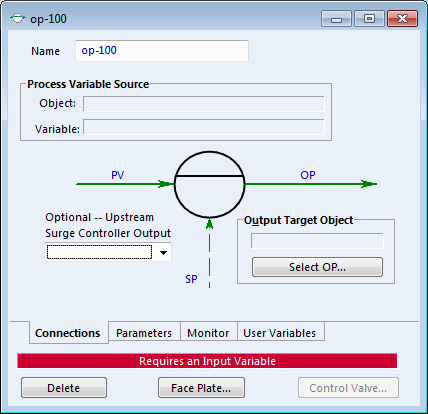 op-100
Name op-100
Process Variable Source
Object:
Variable:
PV OP
Optional -- Upstream
Surge Controller Output
Output Target Object
Select OP...
SP
Connections Parameters Monitor User Variables
Requires an Input Variable
Delete Face Plate... Control Valve...